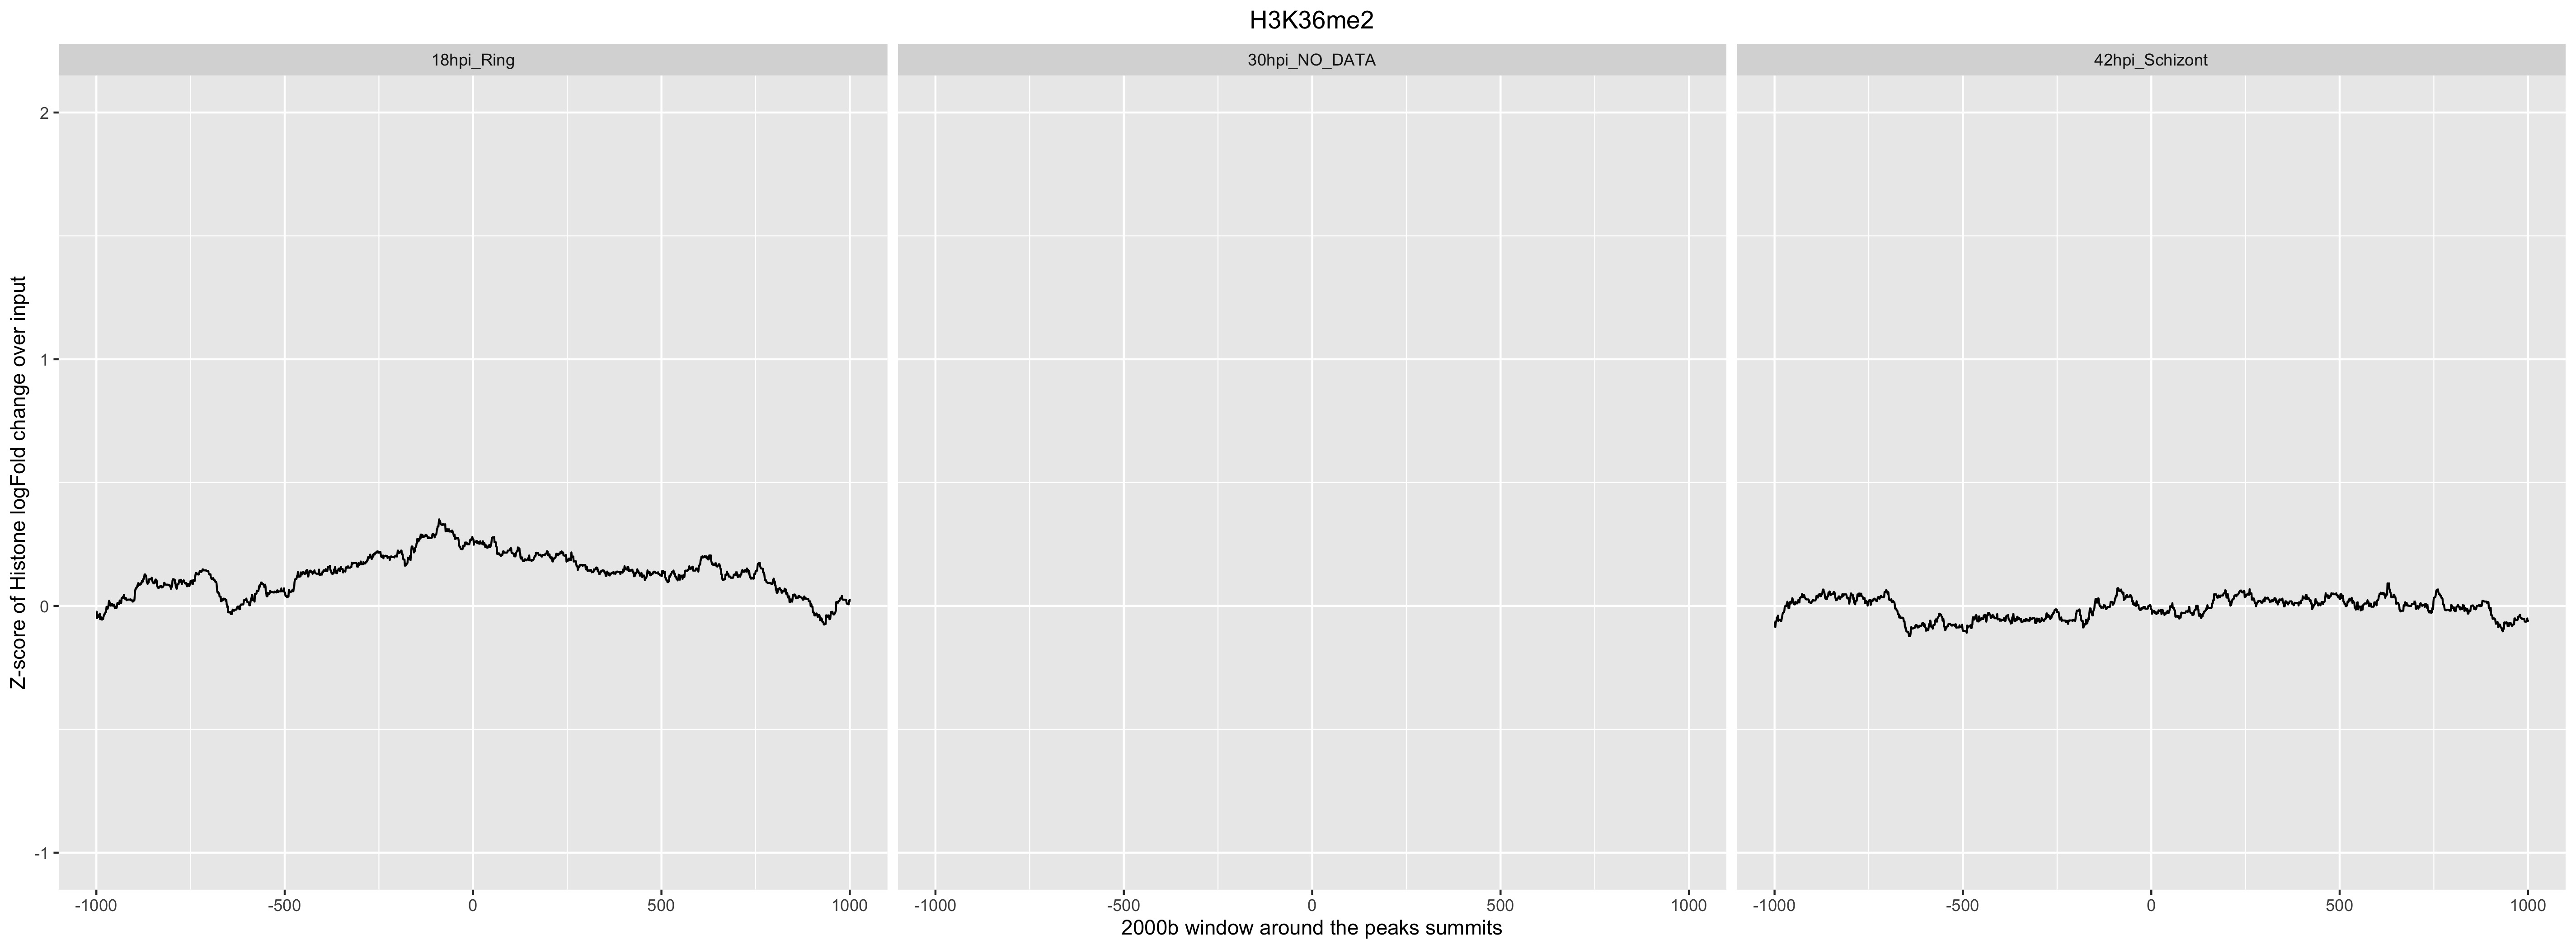 H3K36me2
18hpi_Ring
30hpi_NO_DATA
42hpi_Schizont
Z-score of Histone logFold change over input
2
1
0
-1
-1000 -500 0 500 1000 -1000 -500 0 500 1000 -1000 -500 0 500 1000
2000b window around the peaks summits